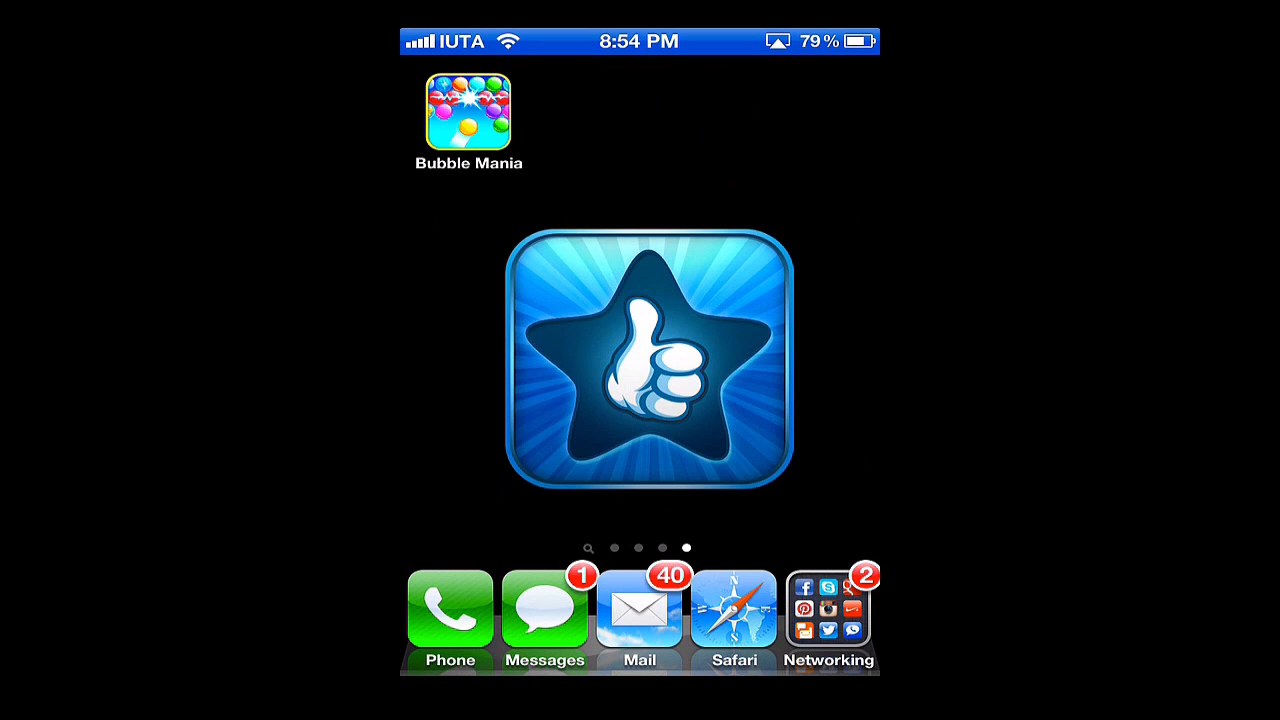 IUTA 8:54 PM 79%
Bubble Mania
1 40 2
N
S
Phone Messages Mail Safari Networking